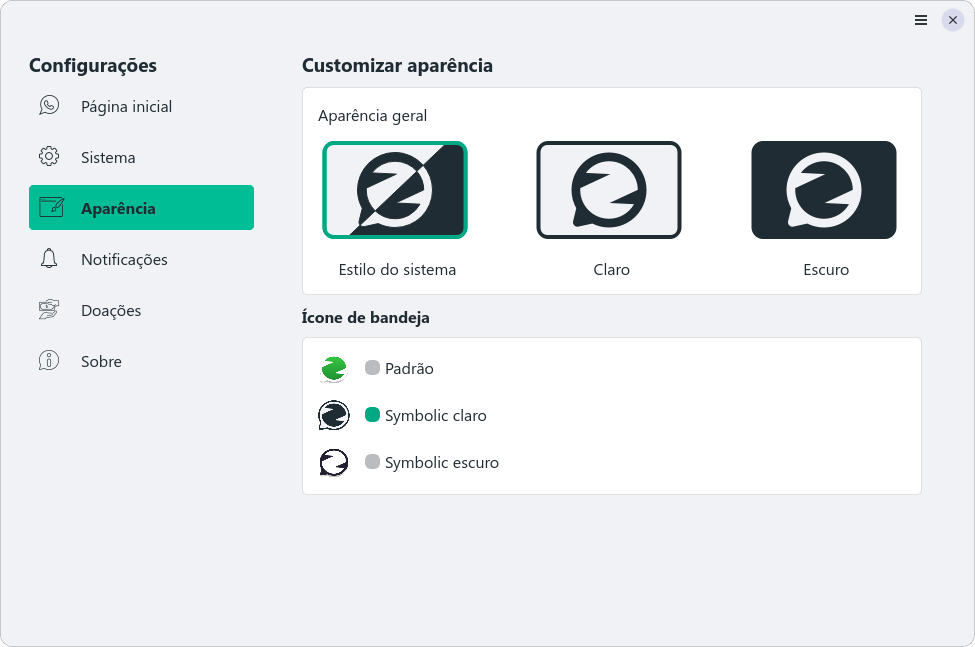 Configurações
Página inicial
Sistema
Aparência
Notificações
Doações
Sobre
Customizar aparência
Aparência geral
Estilo do sistema
Claro
Escuro
Ícone de bandeja
Padrão
Symbolic claro
Symbolic escuro